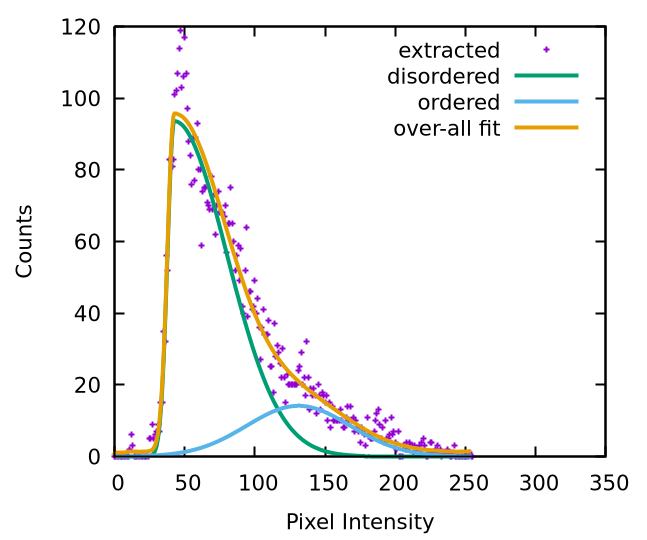 120
100
80
60
40
20
0
Counts
extracted
disordered
ordered
over-all fit
0 50 100 150 200 250 300 350
Pixel Intensity